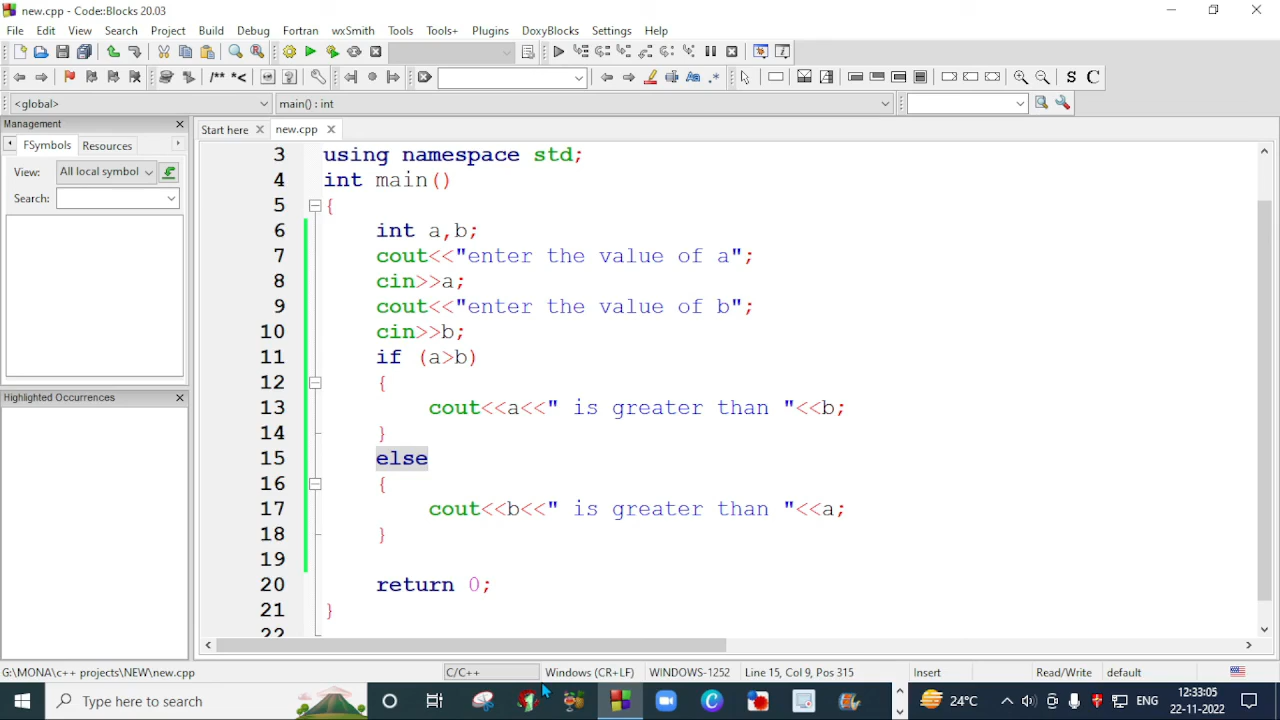 new.cpp - Code::Blocks 20.03
File Edit View Search Project Build Debug Fortran wxSmith Tools Tools+ Plugins DoxyBlocks Settings Help
/** *<
.*
S C
<global> main() : int
Management
Start here new.cpp
FSymbols Resources
View: All local symbol
Search:
3 using namespace std;
4 int main()
5 {
6 int a,b;
7 cout<<"enter the value of a";
8 cin>>a;
9 cout<<"enter the value of b";
10 cin>>b;
11 if (a>b)
12 {
13 cout<<a<<" is greater than "<<b;
14 }
15 else
16 {
17 cout<<b<<" is greater than "<<a;
18 }
19
20 return 0;
21 }
22
Highlighted Occurrences
G:\MONA\c++ projects\NEW\new.cpp C/C++ Windows (CR+LF) WINDOWS-1252 Line 15, Col 9, Pos 315 Insert Read/Write default
Type here to search
24°C ENG
12:33:05
22-11-2022